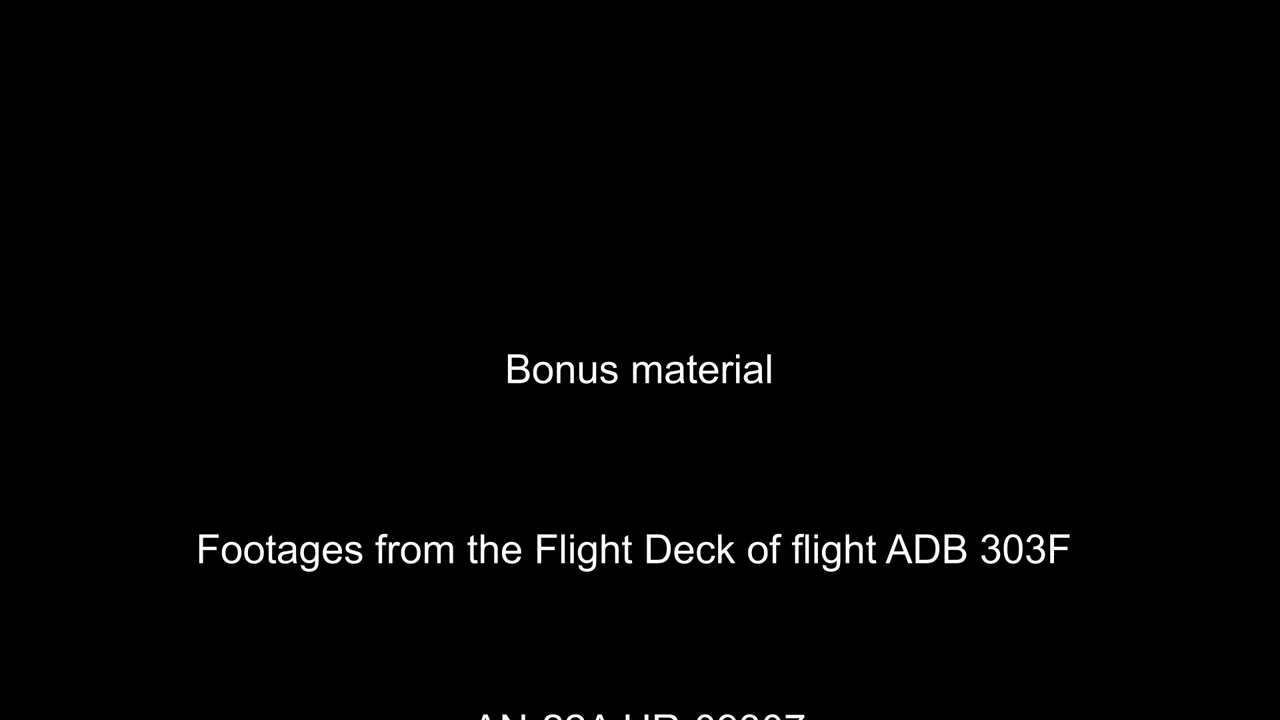 Bonus material
Footages from the Flight Deck of flight ADB 303F